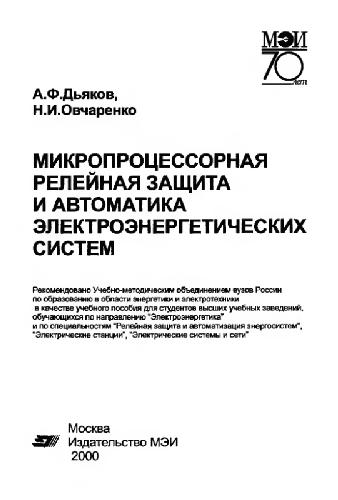 МЭИ
70 лет
А.Ф.Дьяков,
Н.И.Овчаренко
МИКРОПРОЦЕССОРНАЯ
РЕЛЕЙНАЯ ЗАЩИТА
И АВТОМАТИКА
ЭЛЕКТРОЭНЕРГЕТИЧЕСКИХ
СИСТЕМ
Рекомендовано Учебно-методическим объединением вузов России
по образованию в области энергетики и электротехники
в качестве учебного пособия для студентов высших учебных заведений,
обучающихся по направлению "Электроэнергетика"
и по специальностям "Релейная защита и автоматизация энергосистем",
"Электрические станции", "Электрические системы и сети"
Москва
Издательство МЭИ
2000